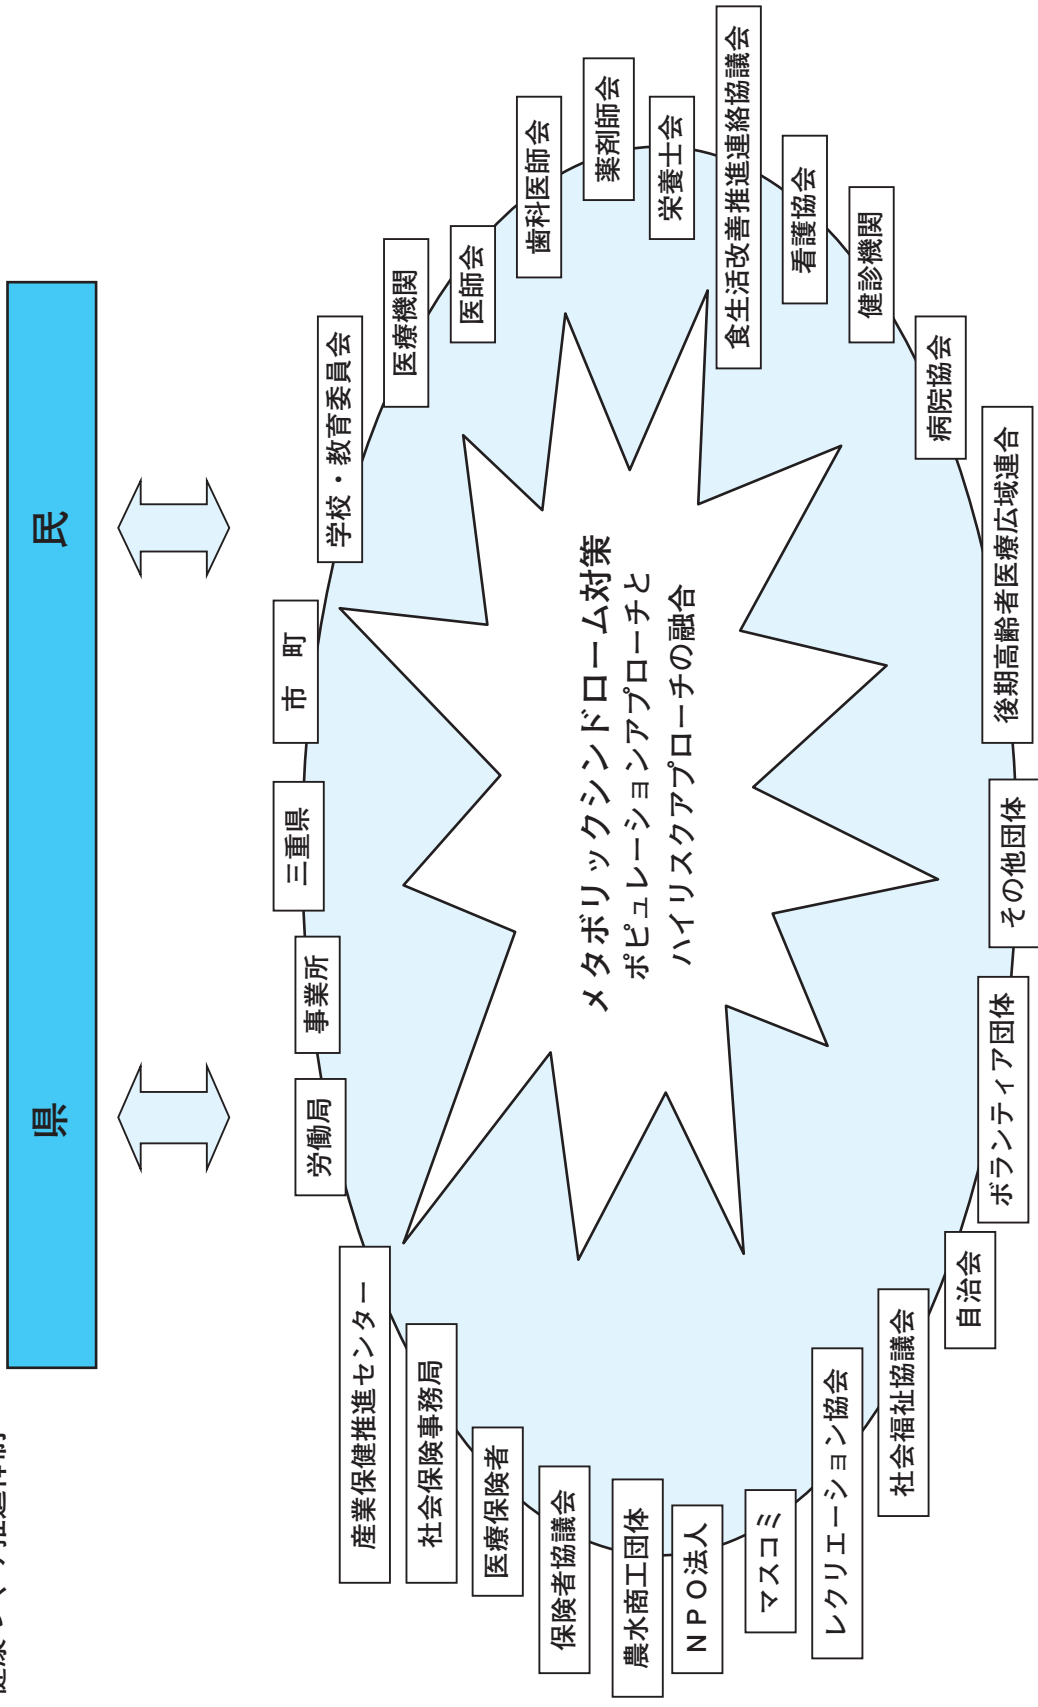 県民
三重県
市町
事業所
学校・教育委員会
労働局
医療機関
産業保健推進センター
医師会
社会保険事務局
歯科医師会
医療保険者
薬剤師会
保険者協議会
栄養士会
農水商工団体
食生活改善推進連絡協議会
NPO法人
看護協会
マスコミ
健診機関
レクリエーション協会
病院協会
社会福祉協議会
後期高齢者医療広域連合
自治会
ボランティア団体
その他団体
メタボリックシンドローム対策
ポピュレーションアプローチと
ハイリスクアプローチの融合